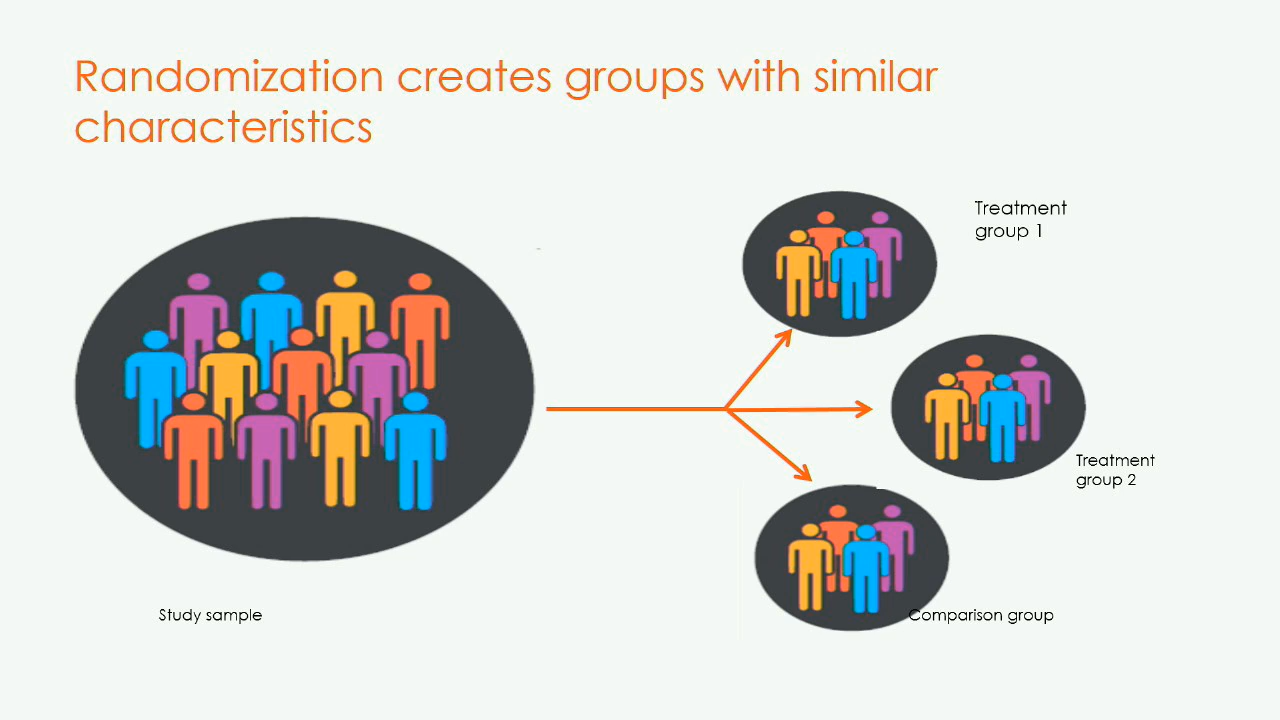 Randomization creates groups with similar
characteristics
Treatment
group 1
Treatment
group 2
Study sample
Comparison group